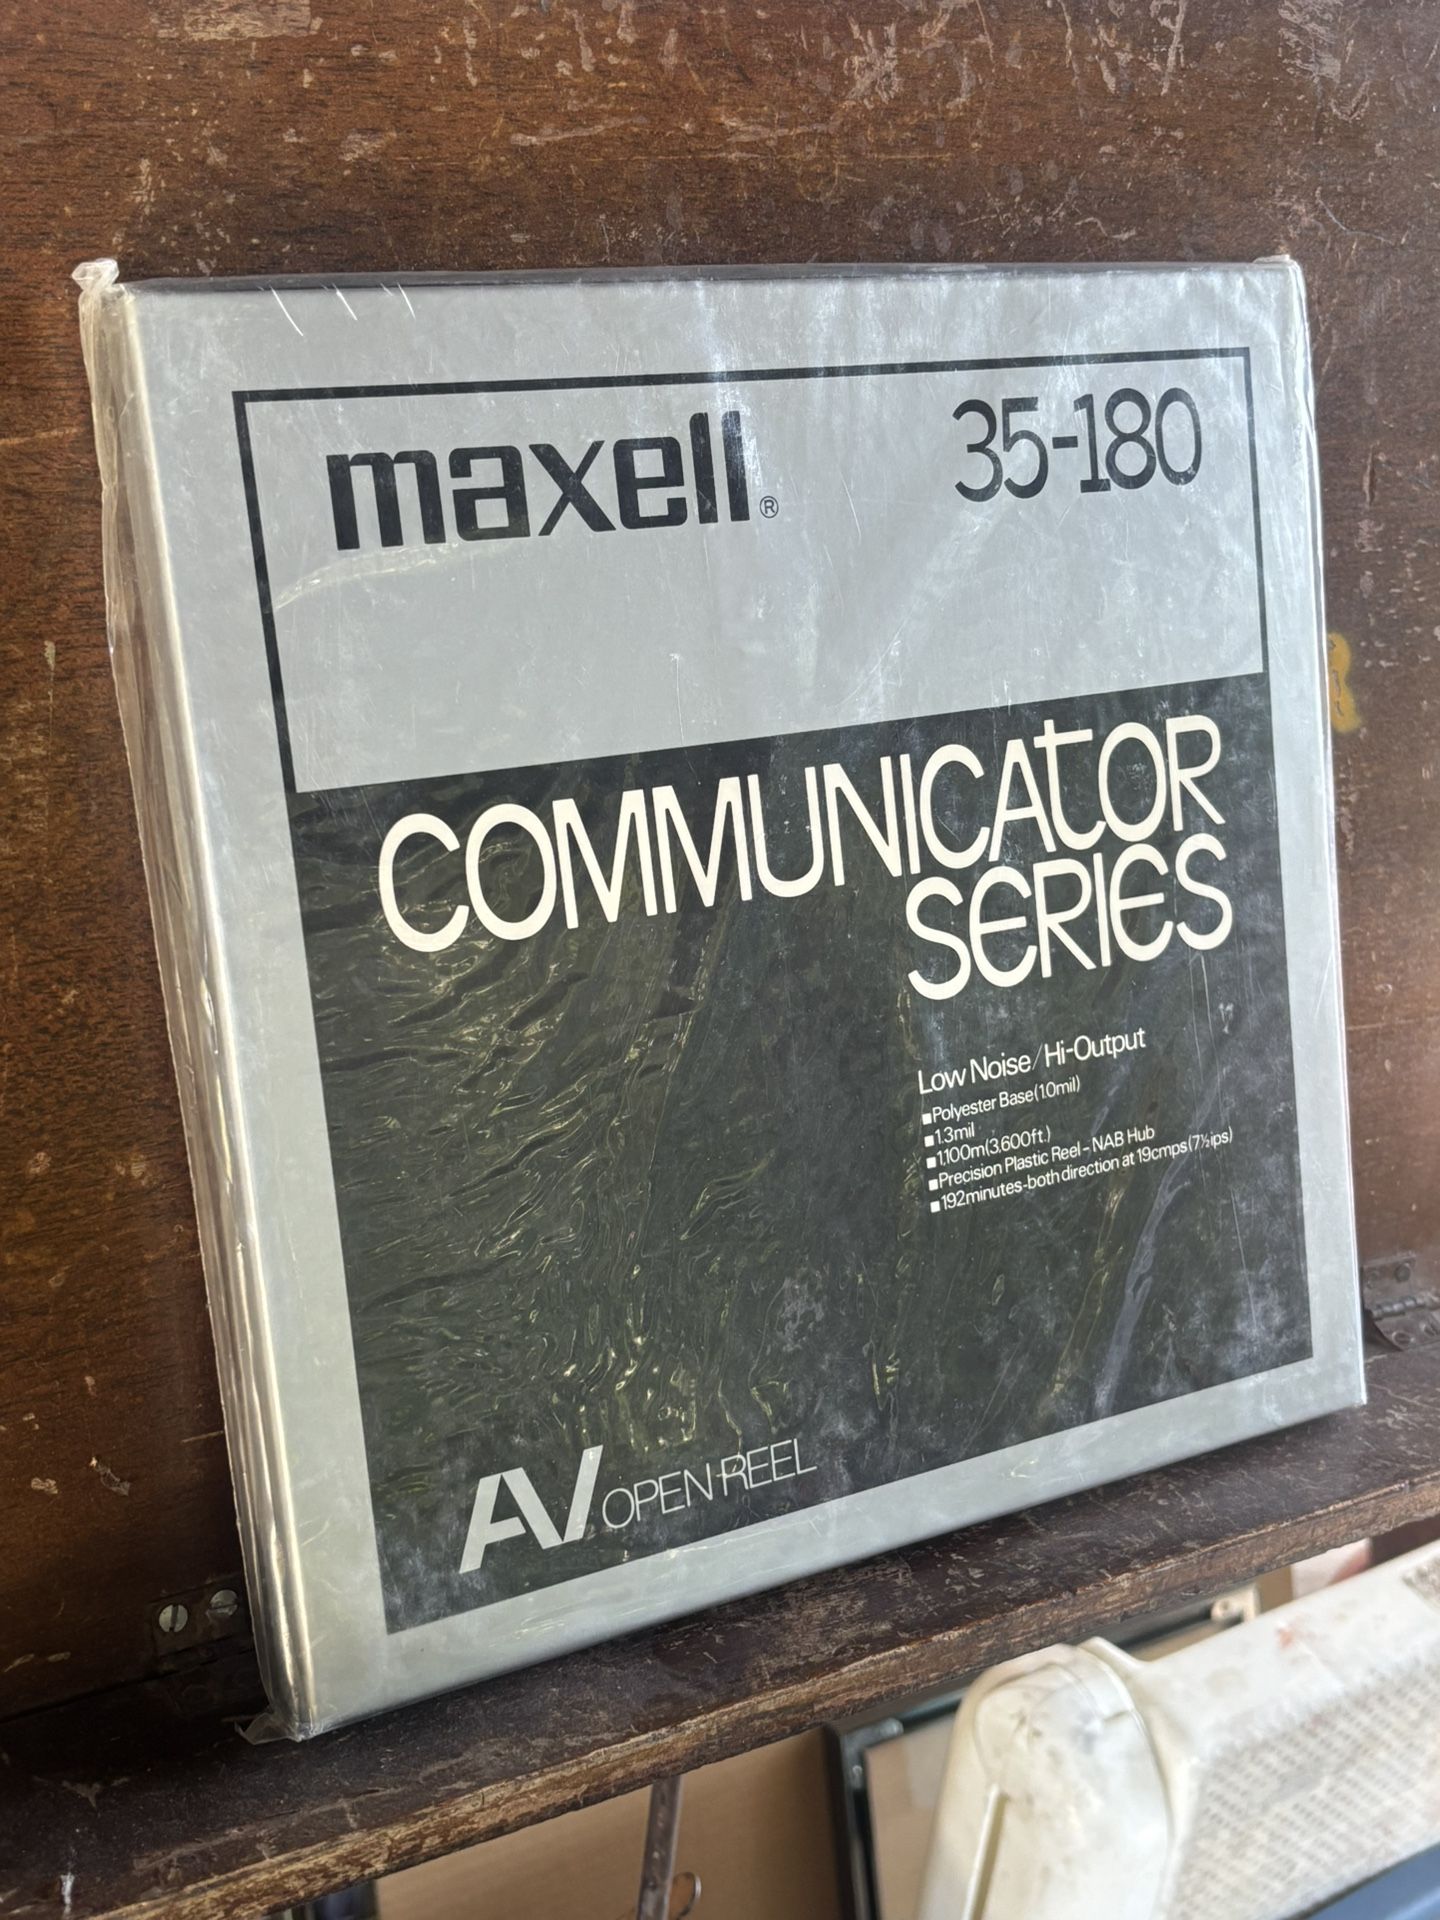 maxell®
35-180
COMMUNICATOR
SERIES
Low Noise/Hi-Output
■Polyester Base(1.0mil)
■1.3mil
■1,100m(3,600ft.)
■Precision Plastic Reel-NAB Hub
■192minutes-both direction at 19cmps(7½ips)
AV OPEN-REEL